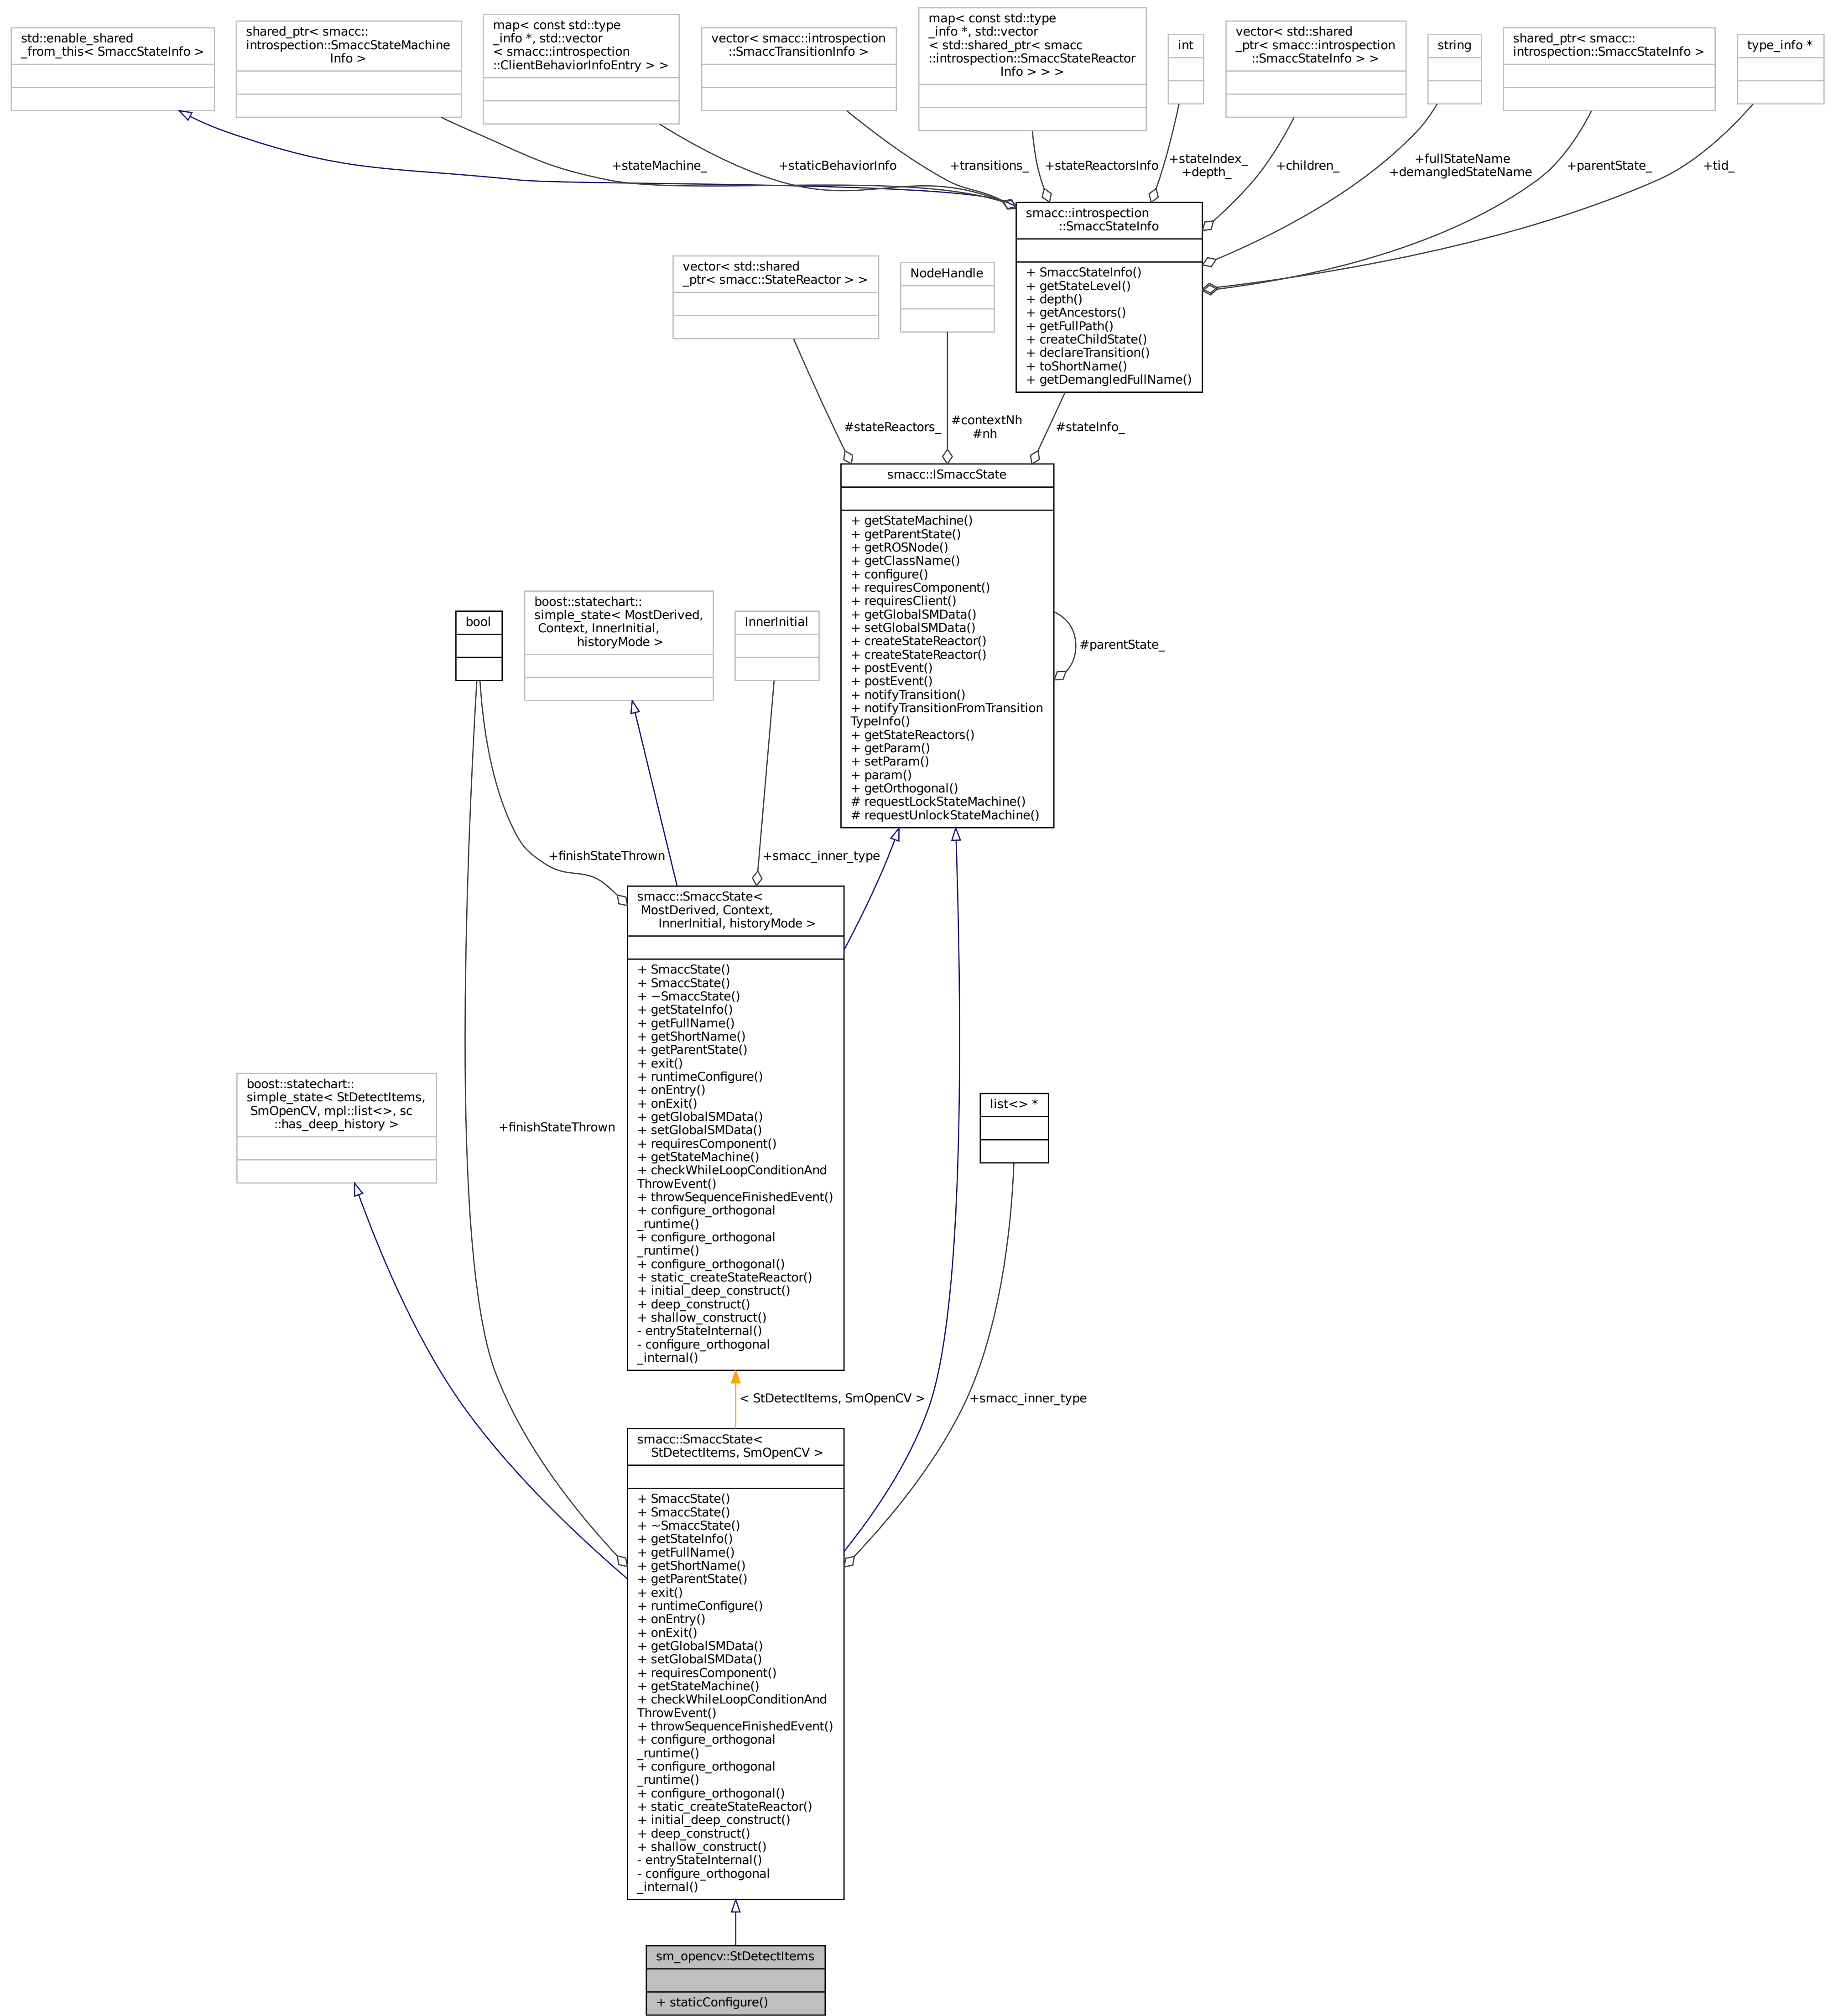 std::enable_shared
_from_this< SmaccStateInfo >
shared_ptr< smacc::
introspection::SmaccStateMachine
Info >
map< const std::type
_info *, std::vector
< smacc::introspection
::ClientBehaviorInfoEntry > >
vector< smacc::introspection
::SmaccTransitionInfo >
map< const std::type
_info *, std::vector
< std::shared_ptr< smacc
::introspection::SmaccStateReactor
Info > > >
int
vector< std::shared
_ptr< smacc::introspection
::SmaccStateInfo > >
string
shared_ptr< smacc::
introspection::SmaccStateInfo >
type_info *
+stateMachine_
+staticBehaviorInfo
+transitions_
+stateReactorsInfo
+stateIndex_
+depth_
+children_
+fullStateName
+demangledStateName
+parentState_
+tid_
smacc::introspection
::SmaccStateInfo
+ SmaccStateInfo()
+ getStateLevel()
+ depth()
+ getAncestors()
+ getFullPath()
+ createChildState()
+ declareTransition()
+ toShortName()
+ getDemangledFullName()
vector< std::shared
_ptr< smacc::StateReactor > >
NodeHandle
#stateReactors_
#contextNh
#nh
#stateInfo_
smacc::ISmaccState
+ getStateMachine()
+ getParentState()
+ getROSNode()
+ getClassName()
+ configure()
+ requiresComponent()
+ requiresClient()
+ getGlobalSMData()
+ setGlobalSMData()
+ createStateReactor()
+ createStateReactor()
+ postEvent()
+ postEvent()
+ notifyTransition()
+ notifyTransitionFromTransition
TypeInfo()
+ getStateReactors()
+ getParam()
+ setParam()
+ param()
+ getOrthogonal()
# requestLockStateMachine()
# requestUnlockStateMachine()
#parentState_
bool
boost::statechart::
simple_state< MostDerived,
Context, InnerInitial,
historyMode >
InnerInitial
+finishStateThrown
+smacc_inner_type
smacc::SmaccState<
MostDerived, Context,
InnerInitial, historyMode >
+ SmaccState()
+ SmaccState()
+ ~SmaccState()
+ getStateInfo()
+ getFullName()
+ getShortName()
+ getParentState()
+ exit()
+ runtimeConfigure()
+ onEntry()
+ onExit()
+ getGlobalSMData()
+ setGlobalSMData()
+ requiresComponent()
+ getStateMachine()
+ checkWhileLoopConditionAnd
ThrowEvent()
+ throwSequenceFinishedEvent()
+ configure_orthogonal
_runtime()
+ configure_orthogonal
_runtime()
+ configure_orthogonal()
+ static_createStateReactor()
+ initial_deep_construct()
+ deep_construct()
+ shallow_construct()
- entryStateInternal()
- configure_orthogonal
_internal()
boost::statechart::
simple_state< StDetectItems,
SmOpenCV, mpl::list<>, sc
::has_deep_history >
+finishStateThrown
list<> *
< StDetectItems, SmOpenCV >
+smacc_inner_type
smacc::SmaccState<
StDetectItems, SmOpenCV >
+ SmaccState()
+ SmaccState()
+ ~SmaccState()
+ getStateInfo()
+ getFullName()
+ getShortName()
+ getParentState()
+ exit()
+ runtimeConfigure()
+ onEntry()
+ onExit()
+ getGlobalSMData()
+ setGlobalSMData()
+ requiresComponent()
+ getStateMachine()
+ checkWhileLoopConditionAnd
ThrowEvent()
+ throwSequenceFinishedEvent()
+ configure_orthogonal
_runtime()
+ configure_orthogonal
_runtime()
+ configure_orthogonal()
+ static_createStateReactor()
+ initial_deep_construct()
+ deep_construct()
+ shallow_construct()
- entryStateInternal()
- configure_orthogonal
_internal()
sm_opencv::StDetectItems
+ staticConfigure()